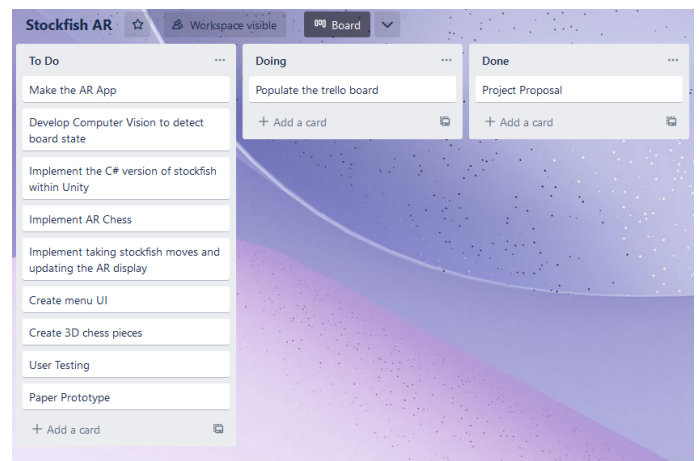 Stockfish AR
Workspace visible
Board
To Do
Make the AR App
Develop Computer Vision to detect
board state
Implement the C# version of stockfish
within Unity
Implement AR Chess
Implement taking stockfish moves and
updating the AR display
Create menu UI
Create 3D chess pieces
User Testing
Paper Prototype
+ Add a card
Doing
Populate the trello board
+ Add a card
Done
Project Proposal
+ Add a card